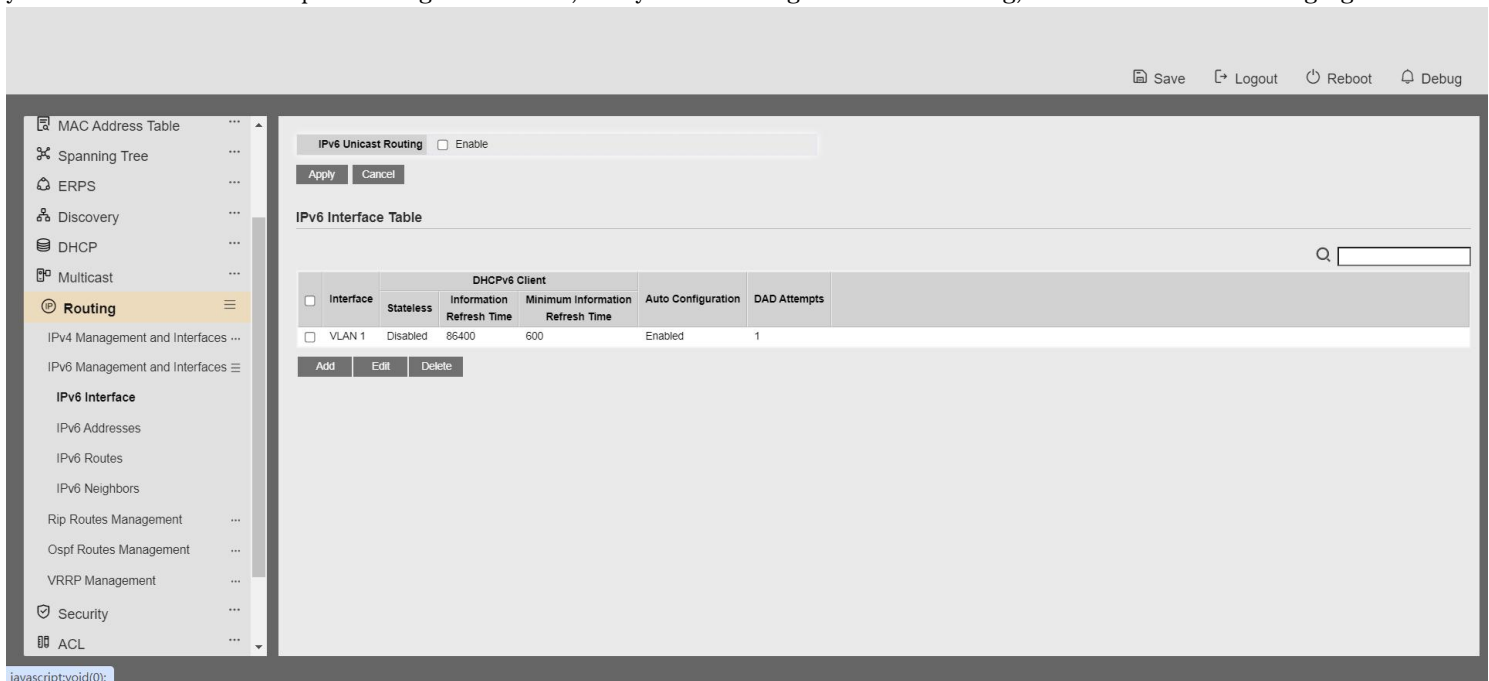 Save Logout Reboot Debug
MAC Address Table ...
Spanning Tree ...
ERPS ...
Discovery ...
DHCP ...
Multicast ...
Routing
IPv4 Management and Interfaces ...
IPv6 Management and Interfaces
IPv6 Interface
IPv6 Addresses
IPv6 Routes
IPv6 Neighbors
Rip Routes Management ...
Ospf Routes Management ...
VRRP Management ...
Security ...
ACL ...
IPv6 Unicast Routing Enable
Apply Cancel
IPv6 Interface Table
DHCPv6 Client
Interface Stateless Information Refresh Time Minimum Information Refresh Time Auto Configuration DAD Attempts
VLAN 1 Disabled 86400 600 Enabled 1
Add Edit Delete
javascript:void(0);